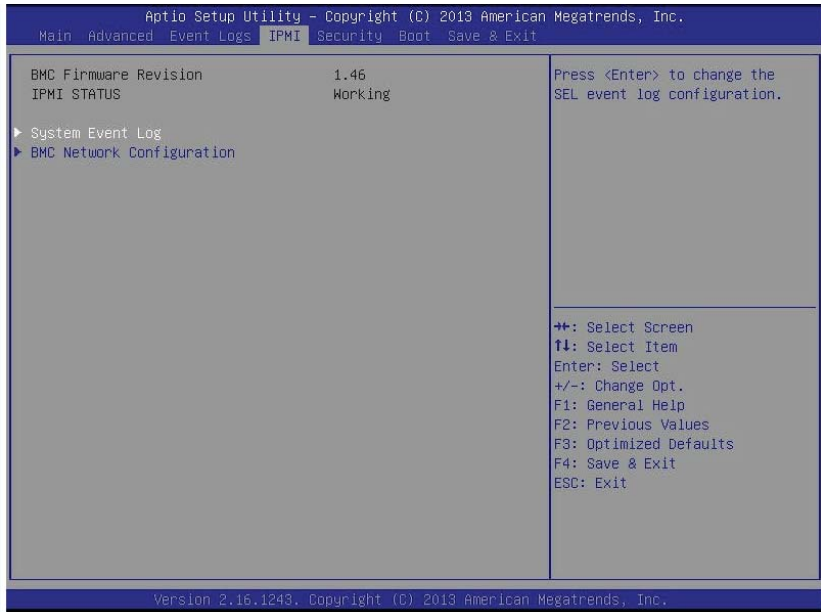 Aptio Setup Utility – Copyright (C) 2013 American Megatrends, Inc.
Main Advanced Event Logs IPMI Security Boot Save & Exit
BMC Firmware Revision 1.46
IPMI STATUS Working
▶ System Event Log
▶ BMC Network Configuration
Press <Enter> to change the
SEL event log configuration.
→←: Select Screen
↑↓: Select Item
Enter: Select
+/-: Change Opt.
F1: General Help
F2: Previous Values
F3: Optimized Defaults
F4: Save & Exit
ESC: Exit
Version 2.16.1243. Copyright (C) 2013 American Megatrends, Inc.